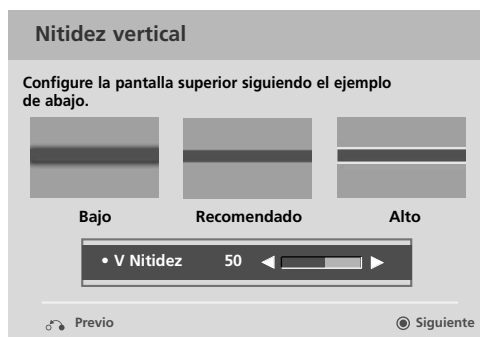 Nitidez vertical
Configure la pantalla superior siguiendo el ejemplo
de abajo.
Bajo Recomendado Alto
• V Nitidez 50 ◀ ▶
Previo Siguiente